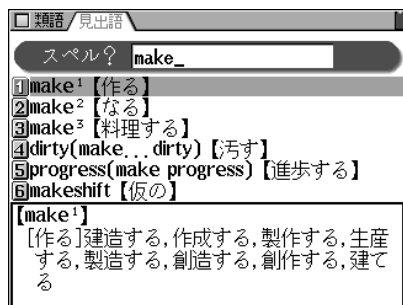 類語/見出語
スペル? make_
1make¹【作る】
2make²【なる】
3make³【料理する】
4dirty(make...dirty)【汚す】
5progress(make progress)【進歩する】
6makeshift【仮の】
【make¹】
[作る]建造する,作成する,製作する,生産
する,製造する,創造する,創作する,建て
る